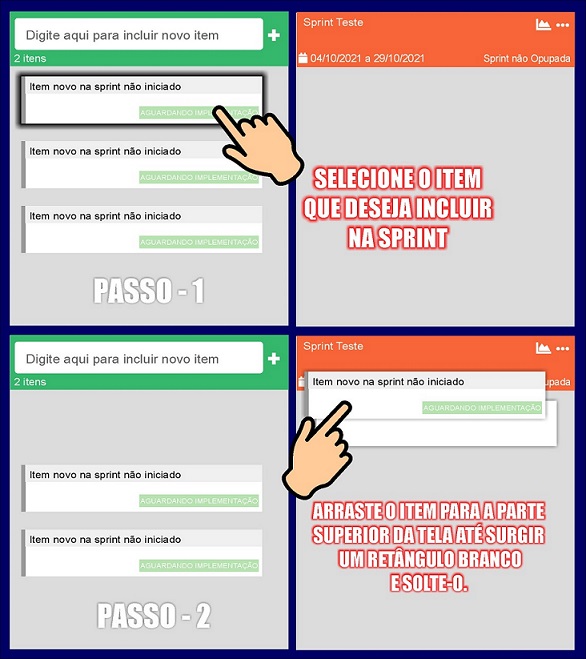 Digite aqui para incluir novo item
2 itens
Item novo na sprint não iniciado
AGUARDANDO IMPLEMENTAÇÃO
Item novo na sprint não iniciado
AGUARDANDO IMPLEMENTAÇÃO
Item novo na sprint não iniciado
AGUARDANDO IMPLEMENTAÇÃO
PASSO - 1
Sprint Teste
04/10/2021 a 29/10/2021 Sprint não Opupada
SELECIONE O ITEM
QUE DESEJA INCLUIR
NA SPRINT
Digite aqui para incluir novo item
2 itens
Item novo na sprint não iniciado
AGUARDANDO IMPLEMENTAÇÃO
Item novo na sprint não iniciado
AGUARDANDO IMPLEMENTAÇÃO
PASSO - 2
Sprint Teste
upada
Item novo na sprint não iniciado
AGUARDANDO IMPLEMENTAÇÃO
ARRASTE O ITEM PARA A PARTE
SUPERIOR DA TELA ATÉ SURGIR
UM RETÂNGULO BRANCO
E SOLTE-O.